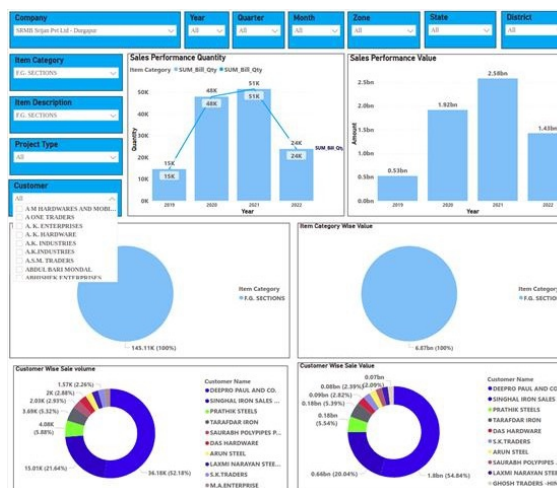 Company
SRMB Srijan Pvt Ltd - Durgapur
Year
All
Quarter
All
Month
All
Zone
All
State
All
District
All
Item Category
F.G. SECTIONS
Item Description
F.G. SECTIONS
Project Type
All
Customer
All
A M HARDWARES AND MOBI...
A ONE TRADERS
A. K. ENTERPRISES
A. K. HARDWARE
A.K. INDUSTRIES
A.K.INDUSTRIES
A.S.M. TRADERS
ABDUL BARI MONDAL
ABHISHEK ENTERPRISES
Sales Performance Quantity
Item Category SUM_Bill_Qty SUM_Bill_Qty
Quantity
50K
40K
30K
20K
10K
0K
15K
15K
48K
48K
51K
51K
24K
24K
SUM_Bill_Qt
2019 2020 2021 2022
Year
Sales Performance Value
Amount
2.5bn
2.0bn
1.5bn
1.0bn
0.5bn
0.0bn
0.53bn
1.92bn
2.58bn
1.43bn
2019 2020 2021 2022
Year
Item Category
F.G. SECTIONS
145.11K (100%)
Item Category Wise Value
Item Category
F.G. SECTIONS
6.87bn (100%)
Customer Wise Sale volume
1.57K (2.26%)
2K (2.88%)
2.03K (2.93%)
3.69K (5.32%)
4.08K
(5.88%)
15.01K (21.64%)
36.18K (52.18%)
Customer Name
DEEPRO PAUL AND CO.
SINGHAL IRON SALES ...
PRATHIK STEELS
TARAFDAR IRON
SAURABH POLYPIPES P...
DAS HARDWARE
ARUN STEEL
LAXMI NARAYAN STEE...
S.K.TRADERS
M.A.ENTERPRISE
Customer Wise Sale Value
0.07bn
(2.09%)
0.08bn (2.39%)
0.09bn (2.82%)
0.18bn (5.39%)
0.18bn
(5.54%)
0.66bn (20.04%)
1.8bn (54.84%)
Customer Name
DEEPRO PAUL AND CO.
SINGHAL IRON SALES ...
PRATHIK STEELS
TARAFDAR IRON
DAS HARDWARE
S.K.TRADERS
ARUN STEEL
SAURABH POLYPIPES
LAXMI NARAYAN STEE
GHOSH TRADERS -HIN